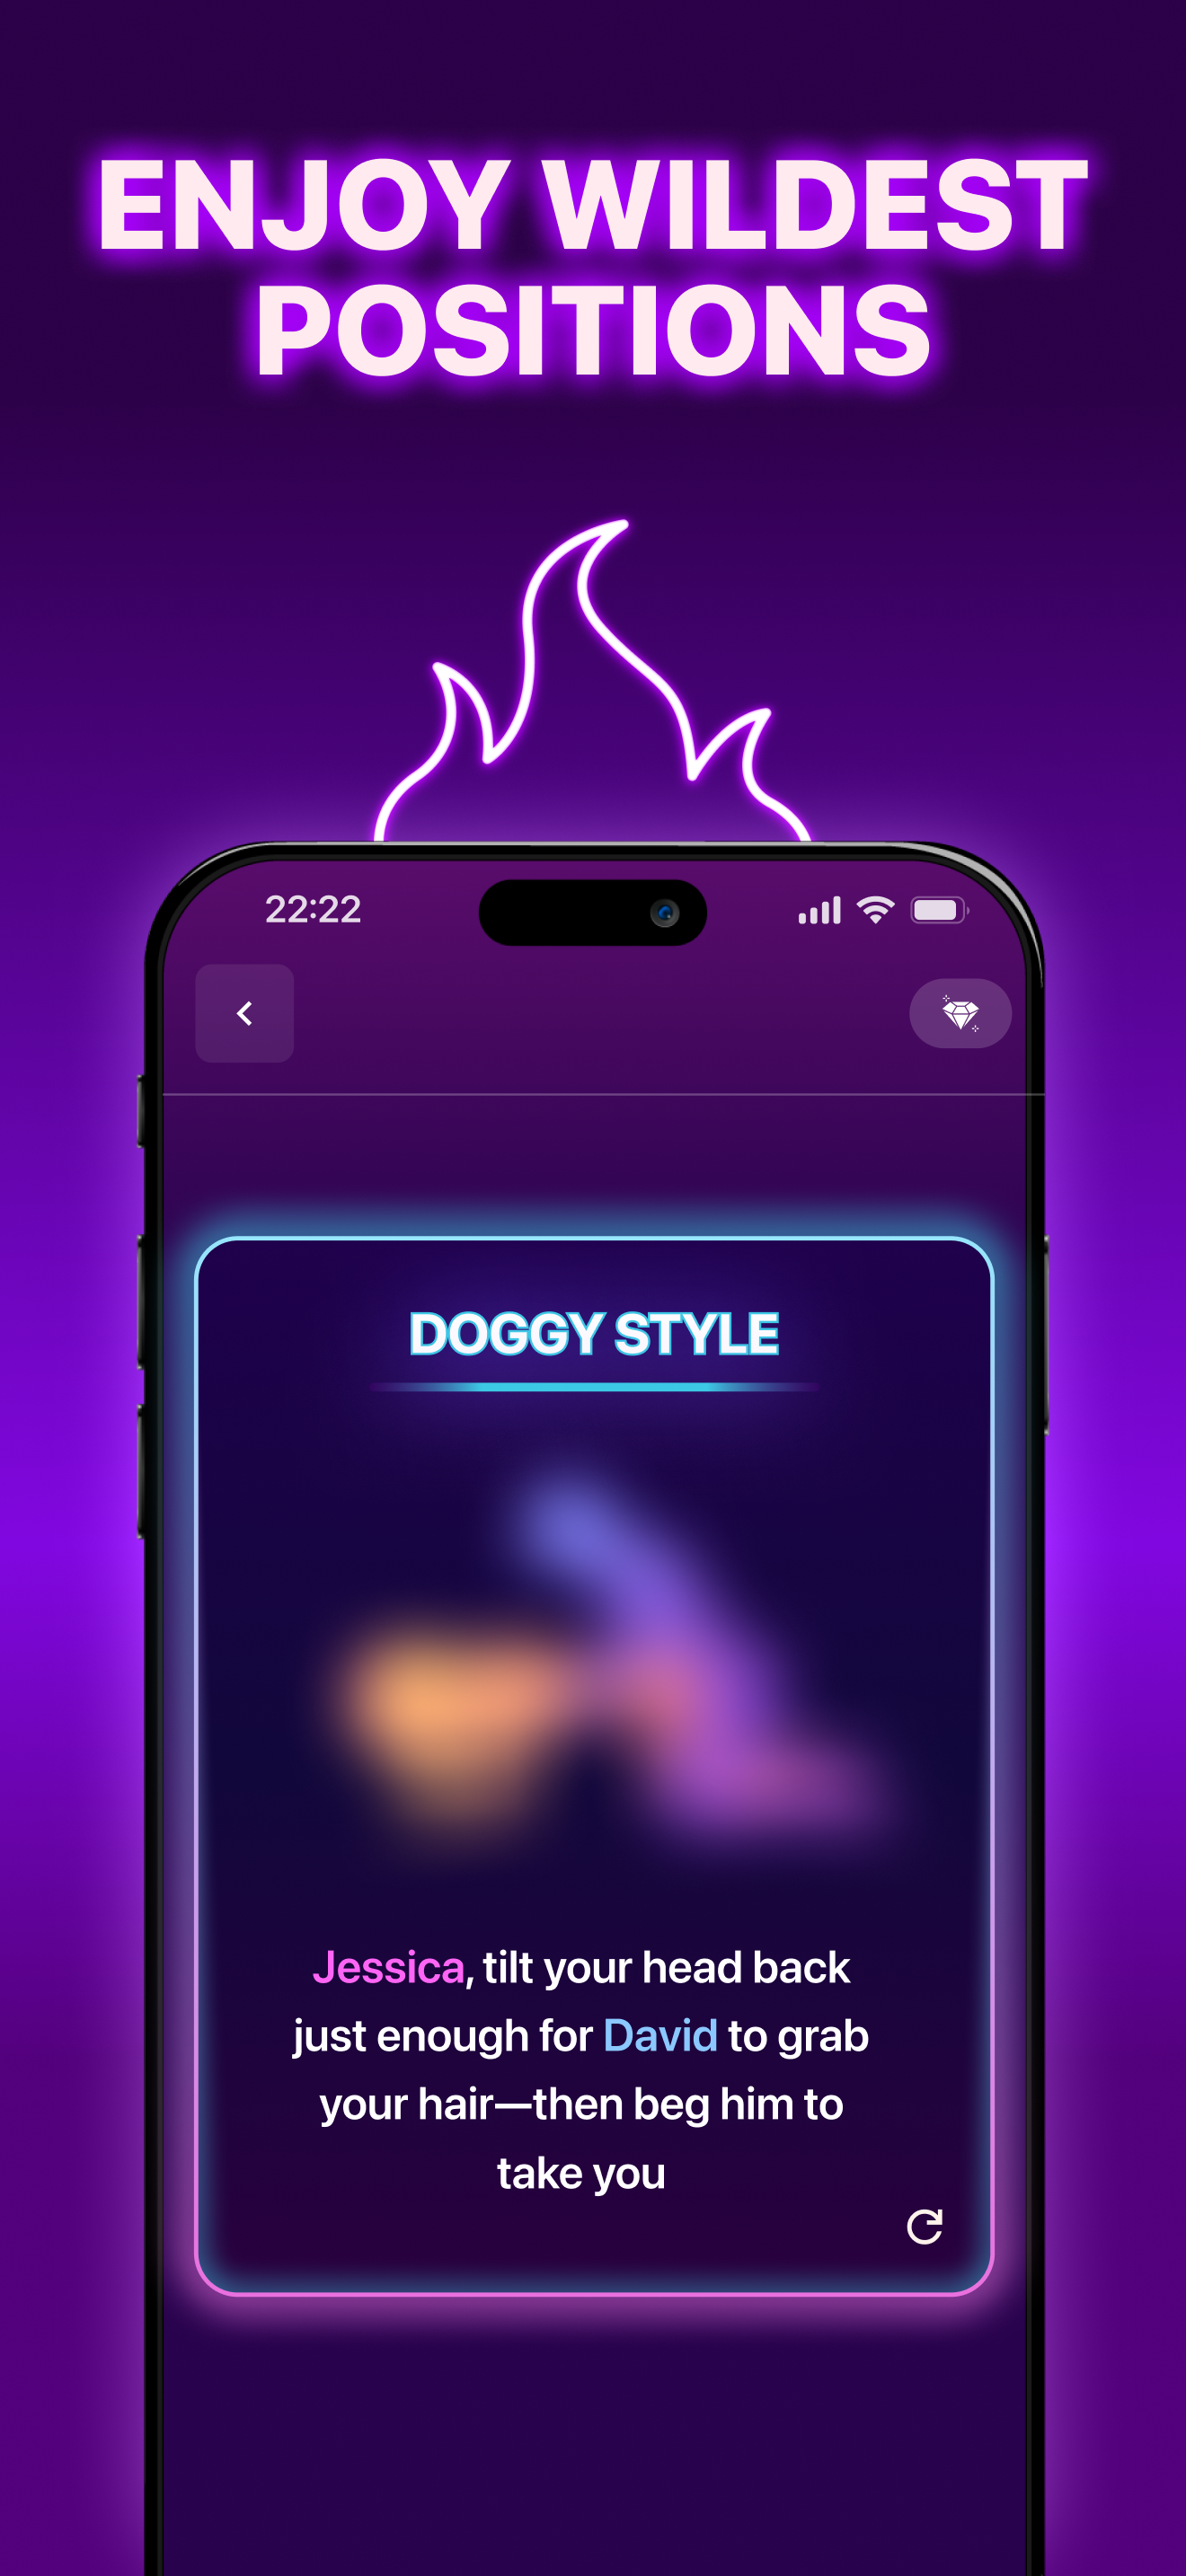 ENJOY WILDEST
POSITIONS
22:22
DOGGY STYLE
Jessica, tilt your head back
just enough for David to grab
your hair—then beg him to
take you